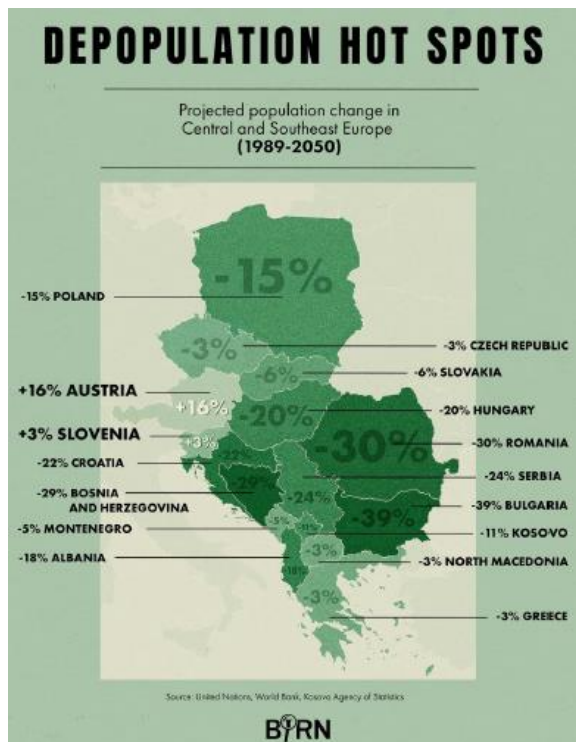 DEPOPULATION HOT SPOTS
Projected population change in
Central and Southeast Europe
(1989-2050)
-15%
-15% POLAND
-3%
-3% CZECH REPUBLIC
-6%
-6% SLOVAKIA
+16% AUSTRIA
+16%
-20%
-20% HUNGARY
+3% SLOVENIA
+3%
-30%
-30% ROMANIA
-22% CROATIA
-22%
-24% SERBIA
-29% BOSNIA
AND HERZEGOVINA
-29%
-24%
-39%
-39% BULGARIA
-5% MONTENEGRO
-5%
-11%
-11% KOSOVO
-18% ALBANIA
-18%
-3%
-3% NORTH MACEDONIA
-3%
-3% GREECE
Source: United Nations, World Bank, Kosovo Agency of Statistics
BIRN